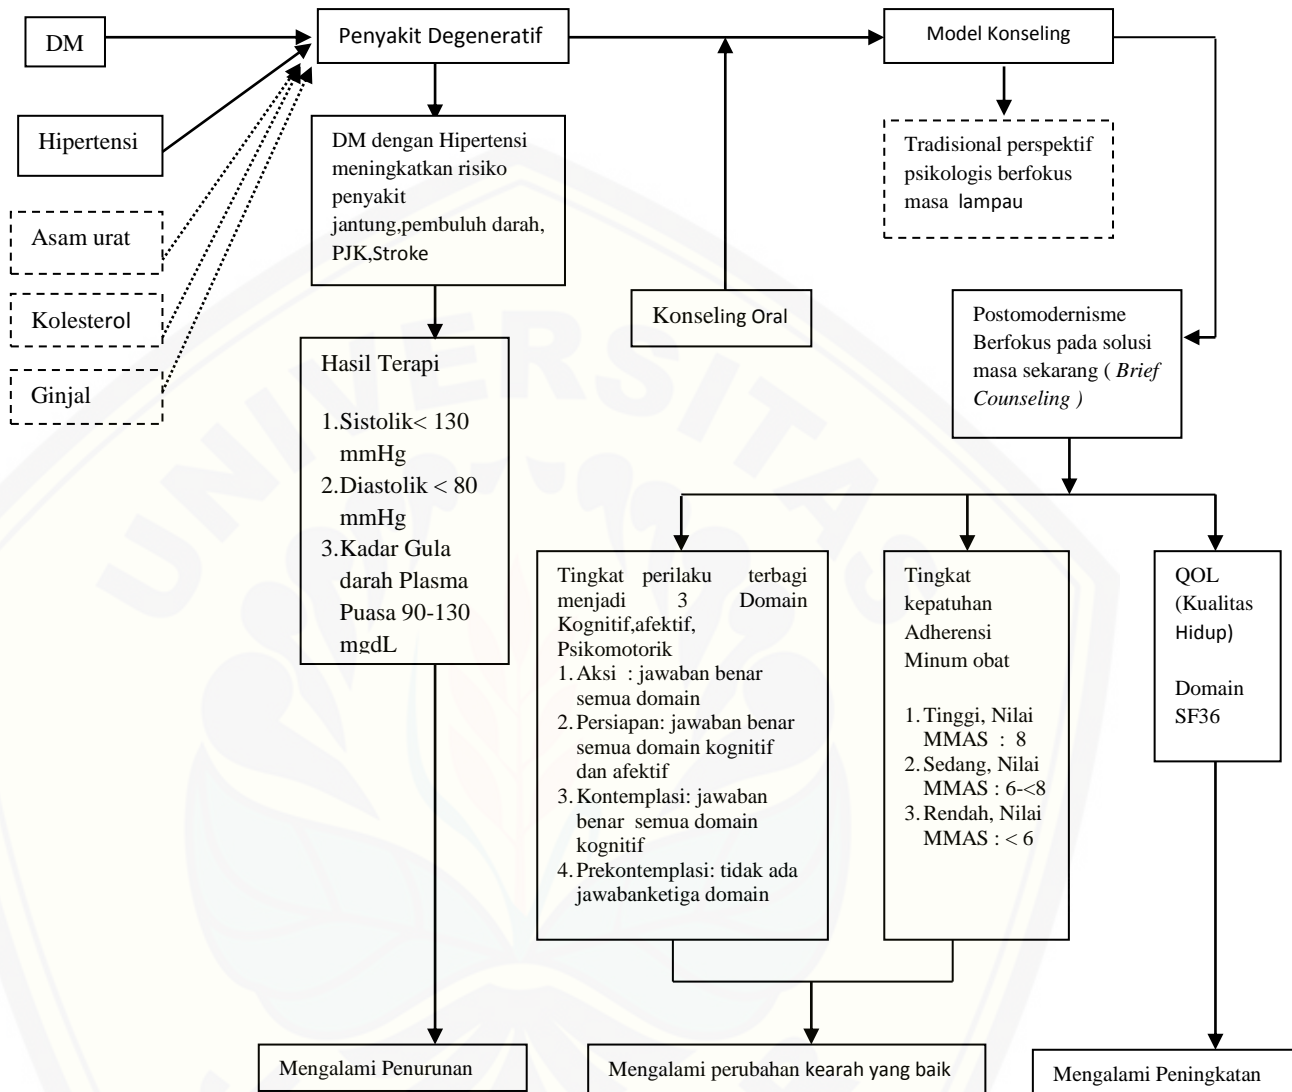 DM
Penyakit Degeneratif
Model Konseling
Hipertensi
DM dengan Hipertensi
meningkatkan risiko
penyakit
jantung,pembuluh darah,
PJK,Stroke
Tradisional perspektif
psikologis berfokus
masa lampau
Asam urat
Kolesterol
Ginjal
Konseling Oral
Postomodernisme
Berfokus pada solusi
masa sekarang ( Brief
Counseling )
Hasil Terapi
1.Sistolik< 130
mmHg
2.Diastolik < 80
mmHg
3.Kadar Gula
darah Plasma
Puasa 90-130
mgdL
Tingkat perilaku terbagi
menjadi 3 Domain
Kognitif,afektif,
Psikomotorik
1. Aksi : jawaban benar
semua domain
2. Persiapan: jawaban benar
semua domain kognitif
dan afektif
3. Kontemplasi: jawaban
benar semua domain
kognitif
4. Prekontemplasi: tidak ada
jawabanketiga domain
Tingkat
kepatuhan
Adherensi
Minum obat
1. Tinggi, Nilai
MMAS : 8
2. Sedang, Nilai
MMAS : 6-<8
3. Rendah, Nilai
MMAS : < 6
QOL
(Kualitas
Hidup)
Domain
SF36
Mengalami Penurunan
Mengalami perubahan kearah yang baik
Mengalami Peningkatan
UNIVERSITAS